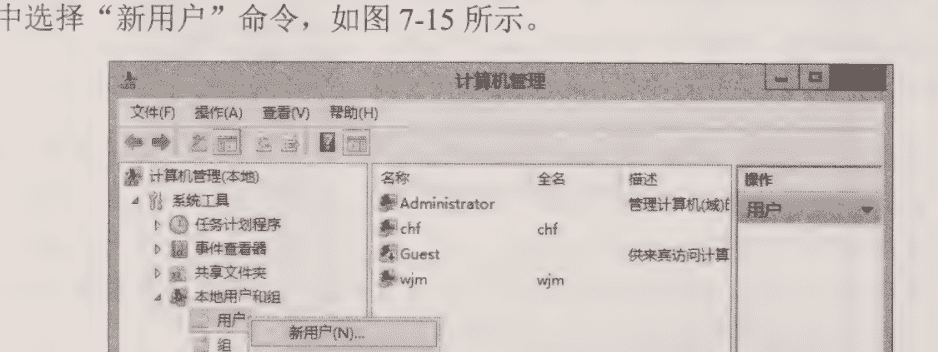 中选择“新用户”命令，如图 7-15 所示。
计算机管理
文件(F) 操作(A) 查看(V) 帮助(H)
计算机管理(本地)
名称 全名 描述
操作
系统工具
Administrator 管理计算机(域)的
用户
任务计划程序
chf chf
事件查看器
Guest 供来宾访问计算
共享文件夹
wjm wjm
本地用户和组
用户
新用户(N)...
组